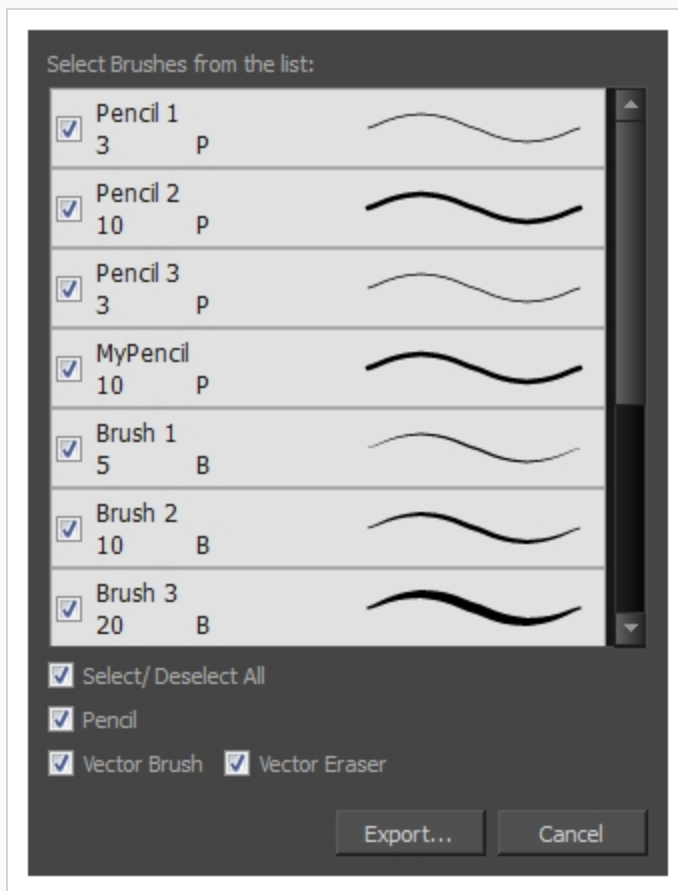 Select Brushes from the list:
Pencil 1
3 P
Pencil 2
10 P
Pencil 3
3 P
MyPencil
10 P
Brush 1
5 B
Brush 2
10 B
Brush 3
20 B
Select/ Deselect All
Pencil
Vector Brush Vector Eraser
Export... Cancel